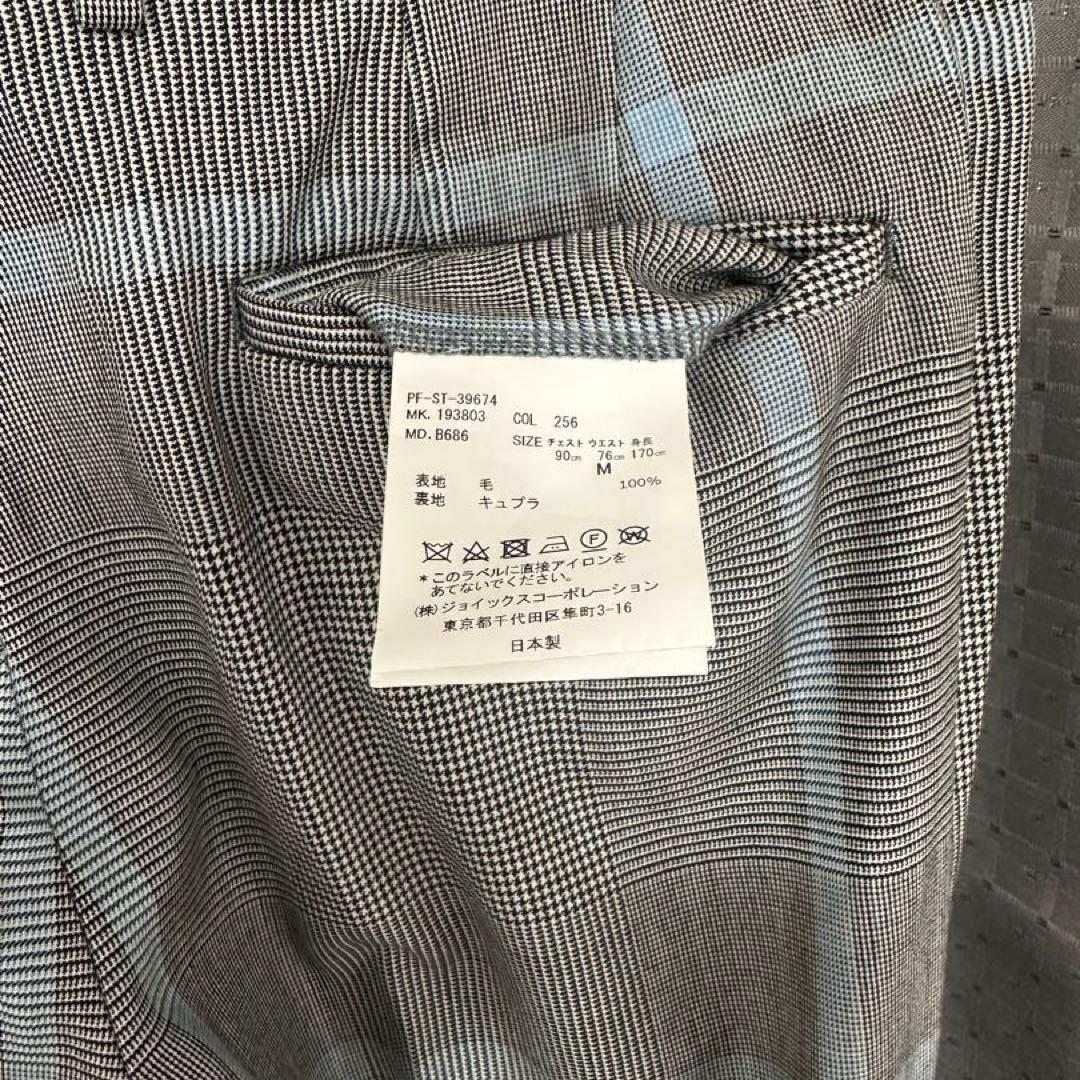 PF-ST-39674
MK. 193803 COL 256
MD. B686 SIZE チェスト ウエスト 身長
90cm 76cm 170cm
M
表地 毛 100%
裏地 キュプラ
F W
*このラベルに直接アイロンを
あてないでください。
(株)ジョイックスコーポレーション
東京都千代田区隼町3-16
日本製